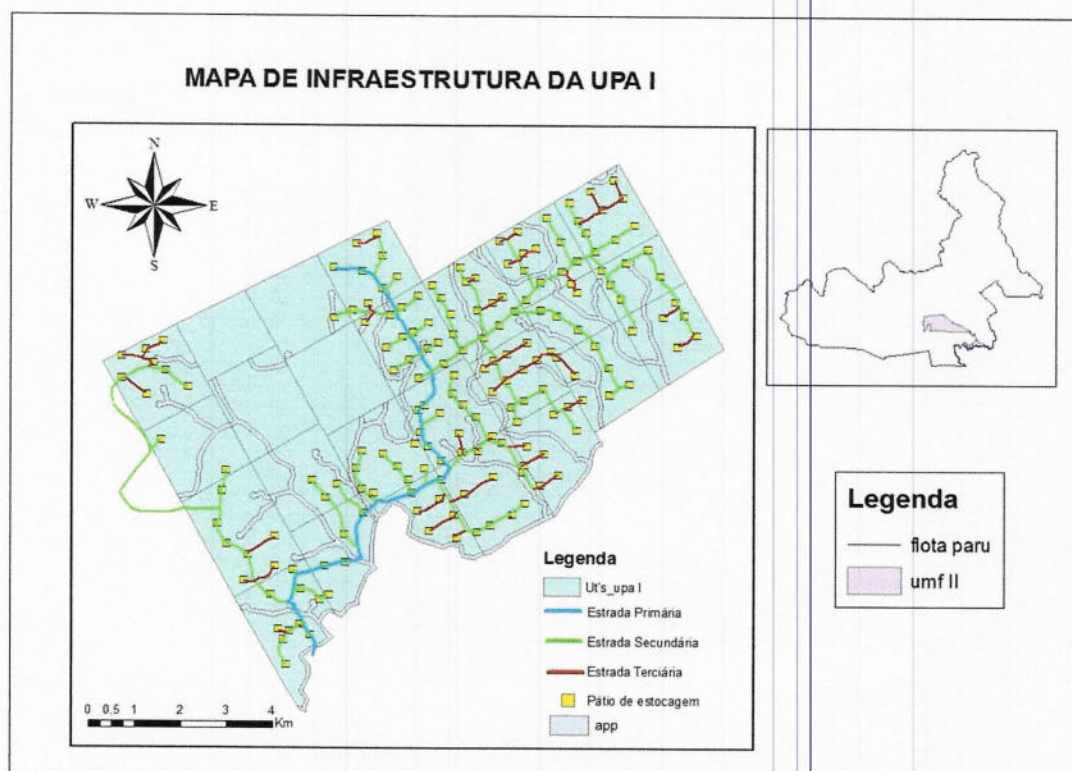 MAPA DE INFRAESTRUTURA DA UPA I
N
W
E
S
Legenda
Ut's_upa I
Estrada Primária
Estrada Secundária
Estrada Terciária
Pátio de estocagem
app
0 0,5 1 2 3 4
Km
Legenda
flota paru
umf II